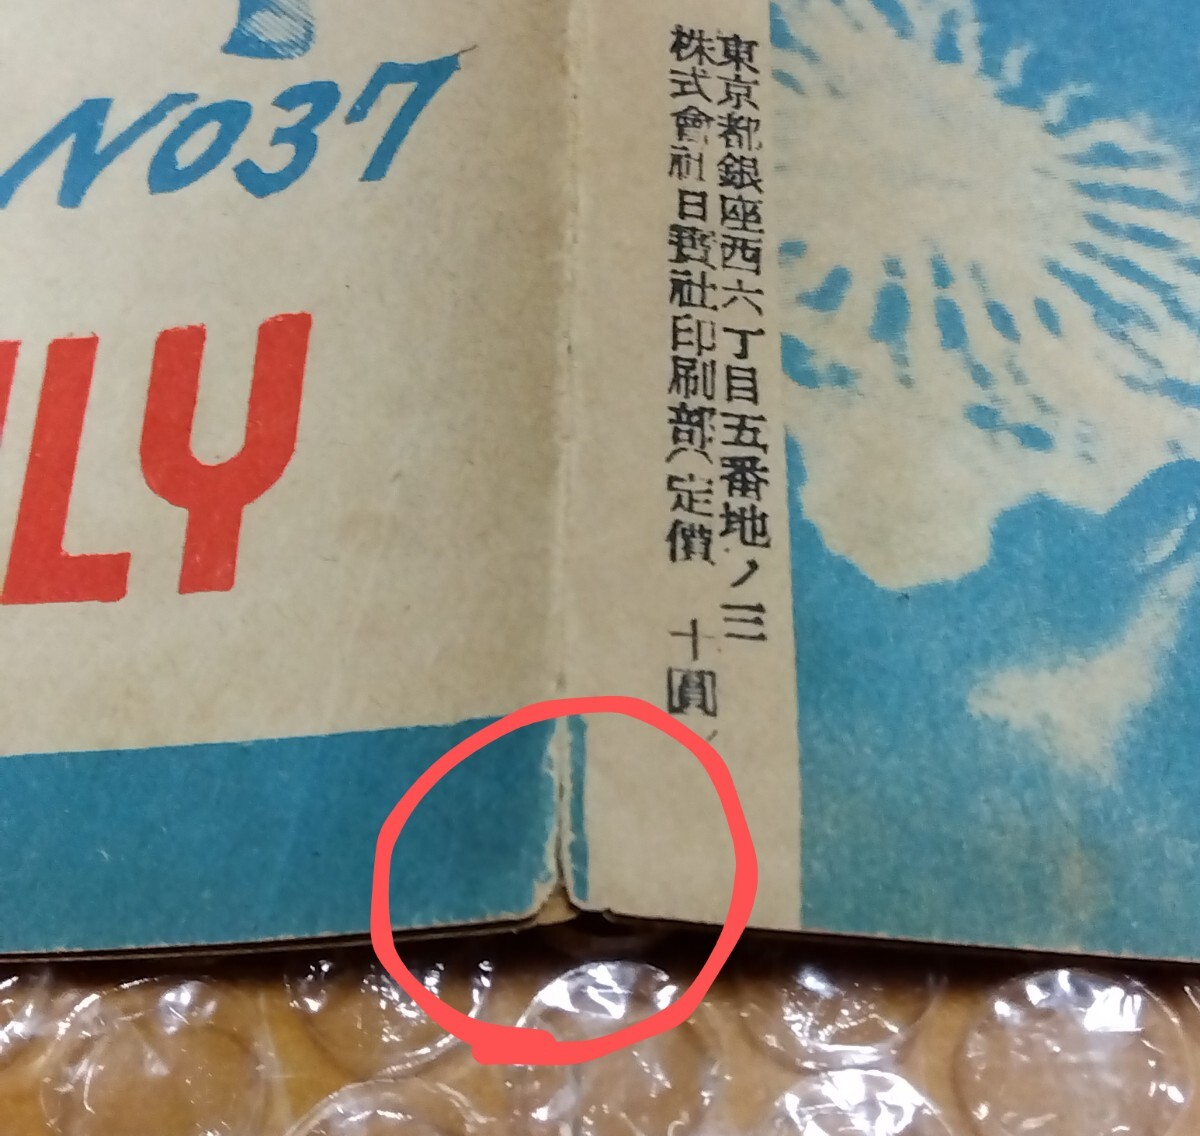 NO37
LY
東京都銀座西六丁目五番地ノ三
株式會社日寶社印刷部(定價 十圓)